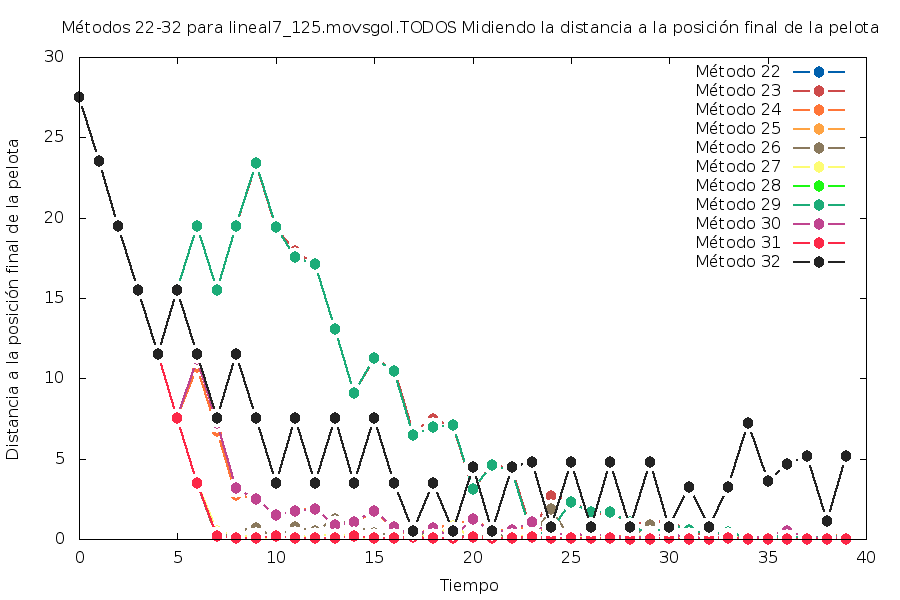 Métodos 22-32 para lineal7_125.movsgol.TODOS Midiendo la distancia a la posición final de la pelota
Distancia a la posición final de la pelota
30
25
20
15
10
5
0
0 5 10 15 20 25 30 35 40
Tiempo
Método 22
Método 23
Método 24
Método 25
Método 26
Método 27
Método 28
Método 29
Método 30
Método 31
Método 32